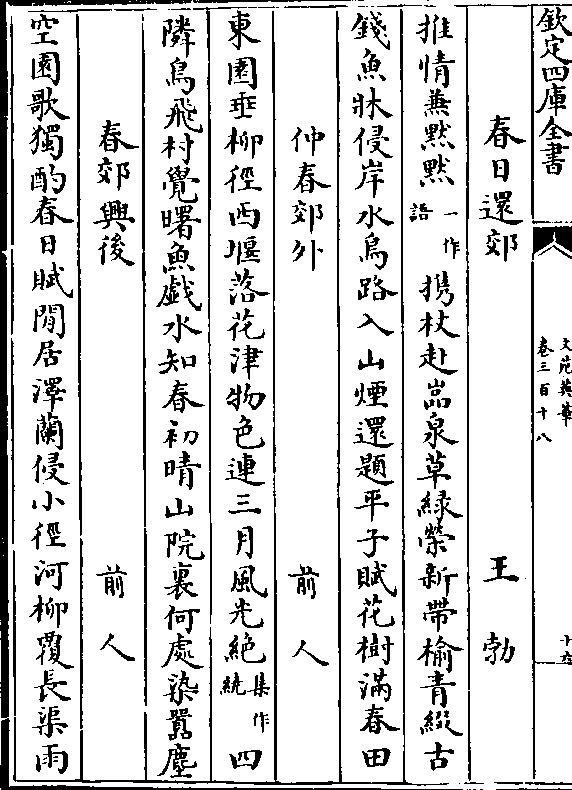 欽定四庫全書
文苑英華
卷三百十八
十六
春日還郊 王勃
推情兼默默一作語語攜杖赴嵓泉草緑縈新帶榆青綴古
錢魚牀侵岸水鳥路入山煙還題平子賦花樹滿春田
仲春郊外 前人
東園垂柳徑西堰落花津物色連三月風光絶集作統四
隣鳥飛村覺曙魚戲水知春初晴山院裏何處染嚻塵
春郊興後 前人
空園歌獨酌春日賦閒居澤蘭侵小徑河柳覆長渠雨